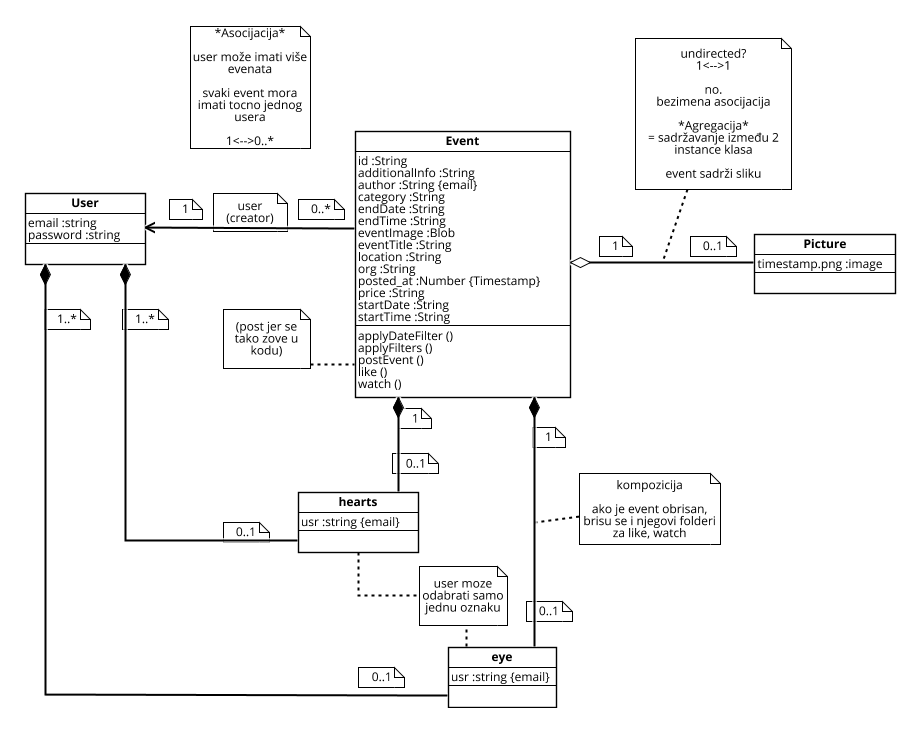 *Asocijacija*
user može imati više
evenata
svaki event mora
imati tocno jednog
usera
1<-->0..*
undirected?
1<-->1
no.
bezimena asocijacija
*Agregacija*
= sadržavanje između 2
instance klasa
event sadrži sliku
Event
id :String
additionalInfo :String
author :String {email}
category :String
endDate :String
endTime :String
eventImage :Blob
eventTitle :String
location :String
org :String
posted_at :Number {Timestamp}
price :String
startDate :String
startTime :String
applyDateFilter ()
applyFilters ()
postEvent ()
like ()
watch ()
User
email :string
password :string
1
user
(creator)
0..*
1
0..1
Picture
timestamp.png :image
1..*
1..*
(post jer se
tako zove u
kodu)
1
1
0..1
kompozicija
ako je event obrisan,
brisu se i njegovi folderi
za like, watch
hearts
usr :string {email}
0..1
user moze
odabrati samo
jednu oznaku
0..1
eye
usr :string {email}
0..1